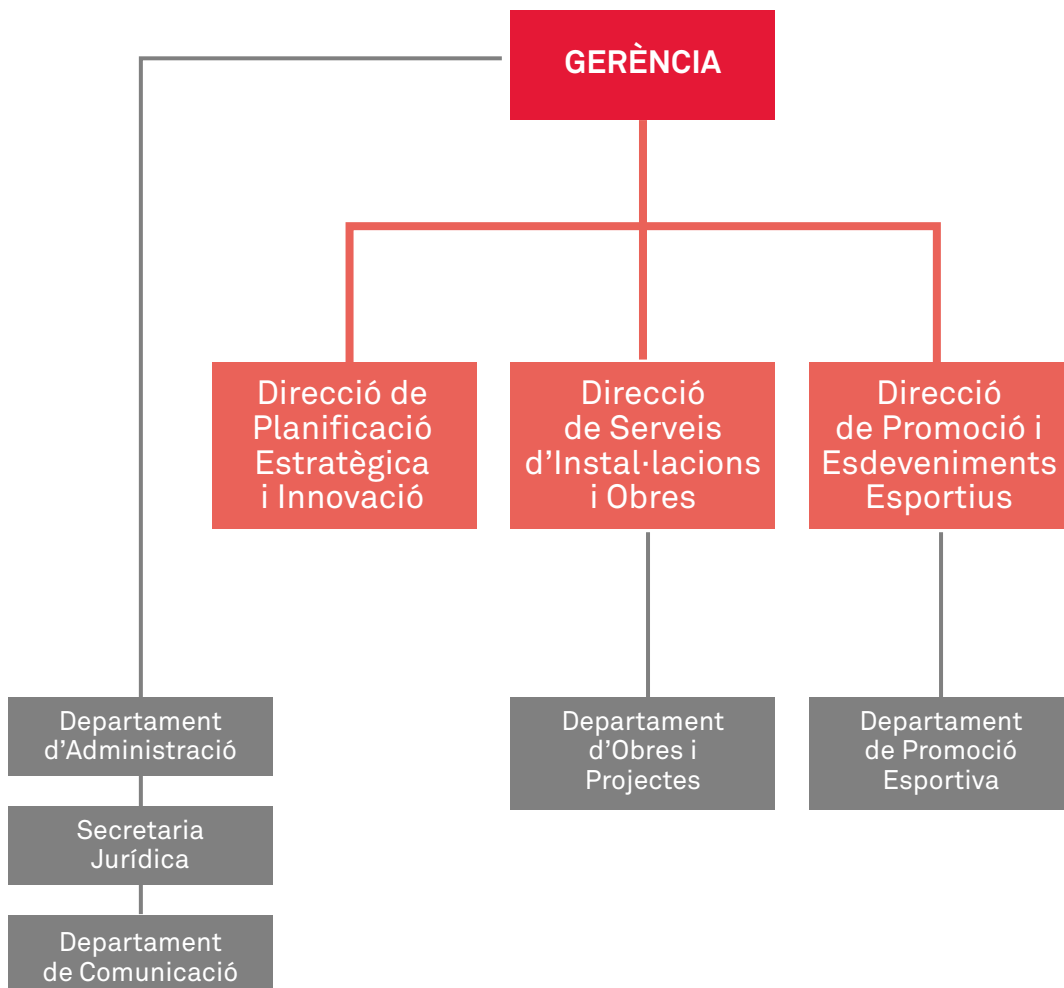 GERÈNCIA
Direcció de
Planificació
Estratègica
i Innovació
Direcció
de Serveis
d’Instal·lacions
i Obres
Direcció
de Promoció i
Esdeveniments
Esportius
Departament
d’Administració
Secretaria
Jurídica
Departament
de Comunicació
Departament
d’Obres i
Projectes
Departament
de Promoció
Esportiva